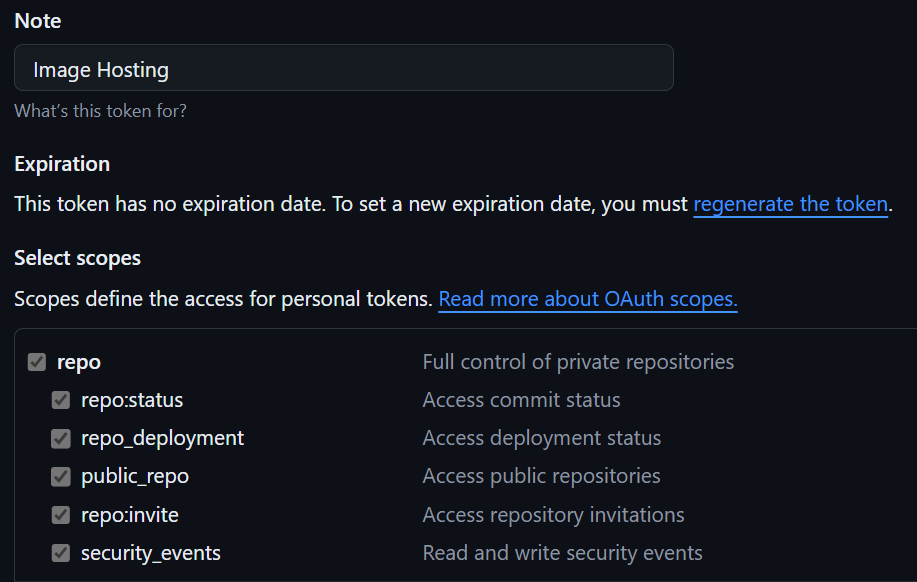 Note
Image Hosting
What's this token for?
Expiration
This token has no expiration date. To set a new expiration date, you must regenerate the token.
Select scopes
Scopes define the access for personal tokens. Read more about OAuth scopes.
repo Full control of private repositories
repo:status Access commit status
repo_deployment Access deployment status
public_repo Access public repositories
repo:invite Access repository invitations
security_events Read and write security events